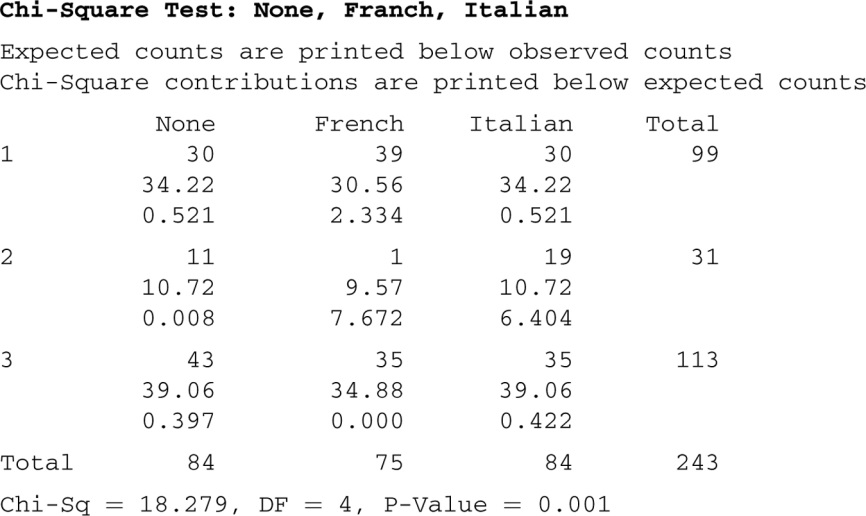 Chi-Square Test: None, Franch, Italian
Expected counts are printed below observed counts
Chi-Square contributions are printed below expected counts
None French Italian Total
1 30 39 30 99
34.22 30.56 34.22
0.521 2.334 0.521
2 11 1 19 31
10.72 9.57 10.72
0.008 7.672 6.404
3 43 35 35 113
39.06 34.88 39.06
0.397 0.000 0.422
Total 84 75 84 243
Chi-Sq = 18.279, DF = 4, P-Value = 0.001